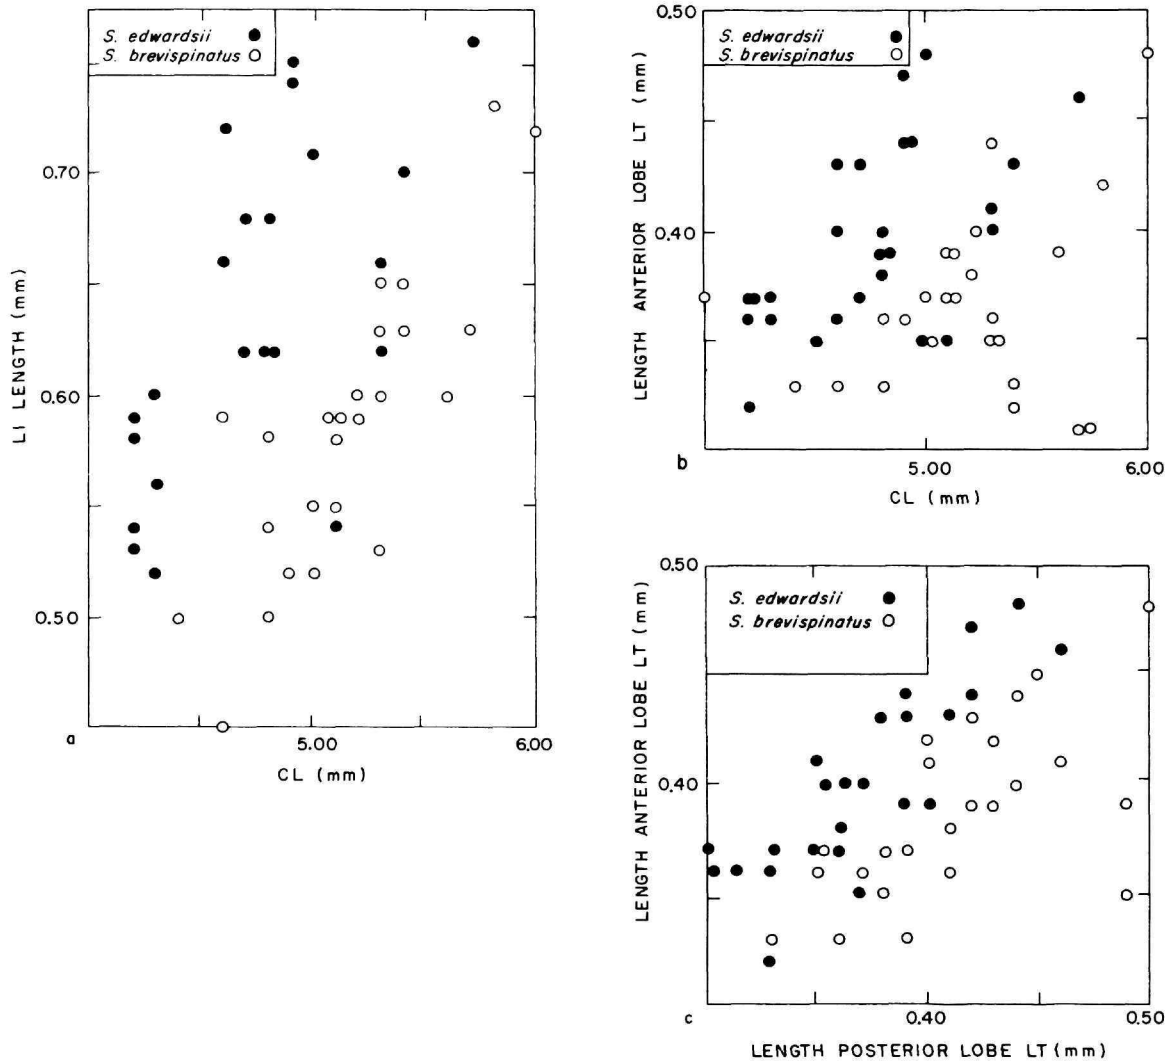 S. edwardsii
S. brevispinatus
0.70
0.60
0.50
LI LENGTH (mm)
a
5.00
6.00
CL (mm)
0.50
S. edwardsii
S. brevispinatus
0.40
LENGTH ANTERIOR LOBE LT (mm)
b
5.00
6.00
CL (mm)
0.50
S. edwardsii
S. brevispinatus
0.40
LENGTH ANTERIOR LOBE LT (mm)
c
0.40
0.50
LENGTH POSTERIOR LOBE LT (mm)